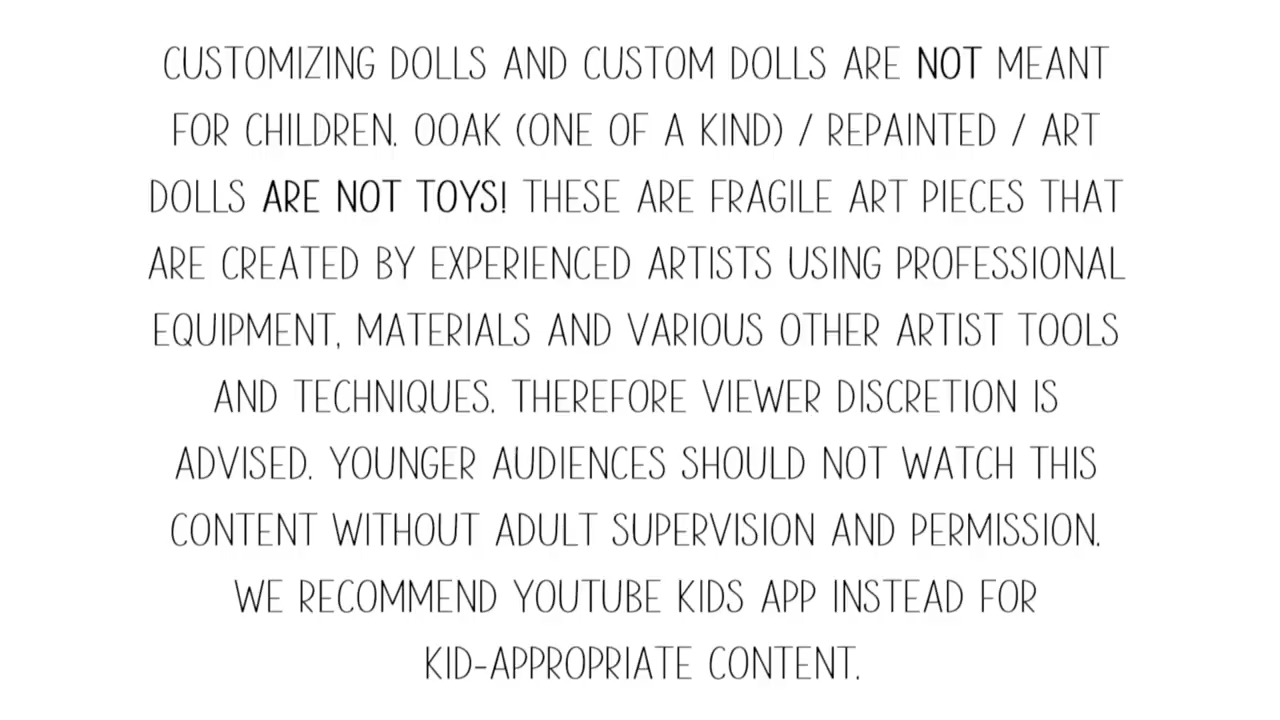 CUSTOMIZING DOLLS AND CUSTOM DOLLS ARE NOT MEANT
FOR CHILDREN. OOAK (ONE OF A KIND) / REPAINTED / ART
DOLLS ARE NOT TOYS! THESE ARE FRAGILE ART PIECES THAT
ARE CREATED BY EXPERIENCED ARTISTS USING PROFESSIONAL
EQUIPMENT, MATERIALS AND VARIOUS OTHER ARTIST TOOLS
AND TECHNIQUES. THEREFORE VIEWER DISCRETION IS
ADVISED. YOUNGER AUDIENCES SHOULD NOT WATCH THIS
CONTENT WITHOUT ADULT SUPERVISION AND PERMISSION.
WE RECOMMEND YOUTUBE KIDS APP INSTEAD FOR
KID-APPROPRIATE CONTENT.